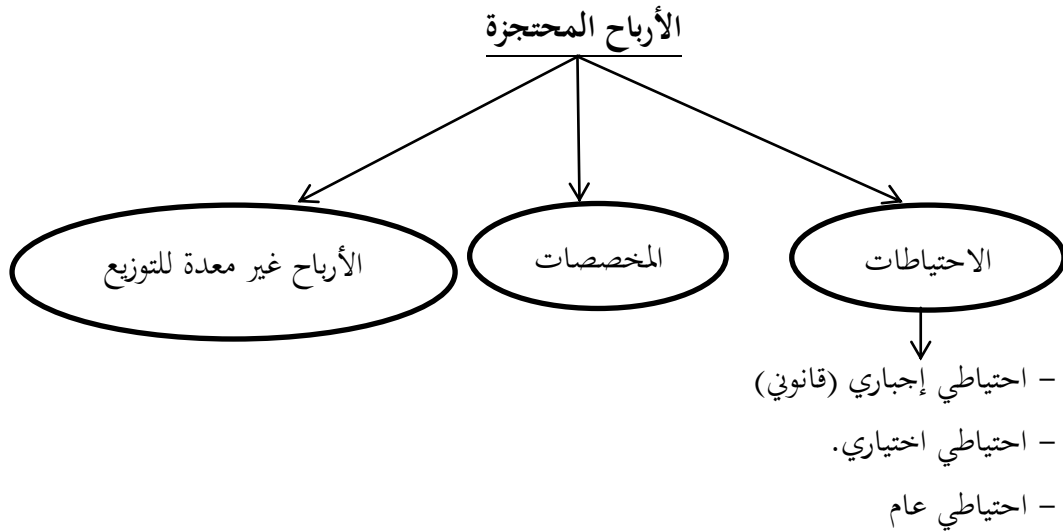 الأرباح المحتجزة
الاحتياطات
المخصصات
الأرباح غير معدة للتوزيع
- احتياطي إجباري (قانوني)
- احتياطي اختياري.
- احتياطي عام